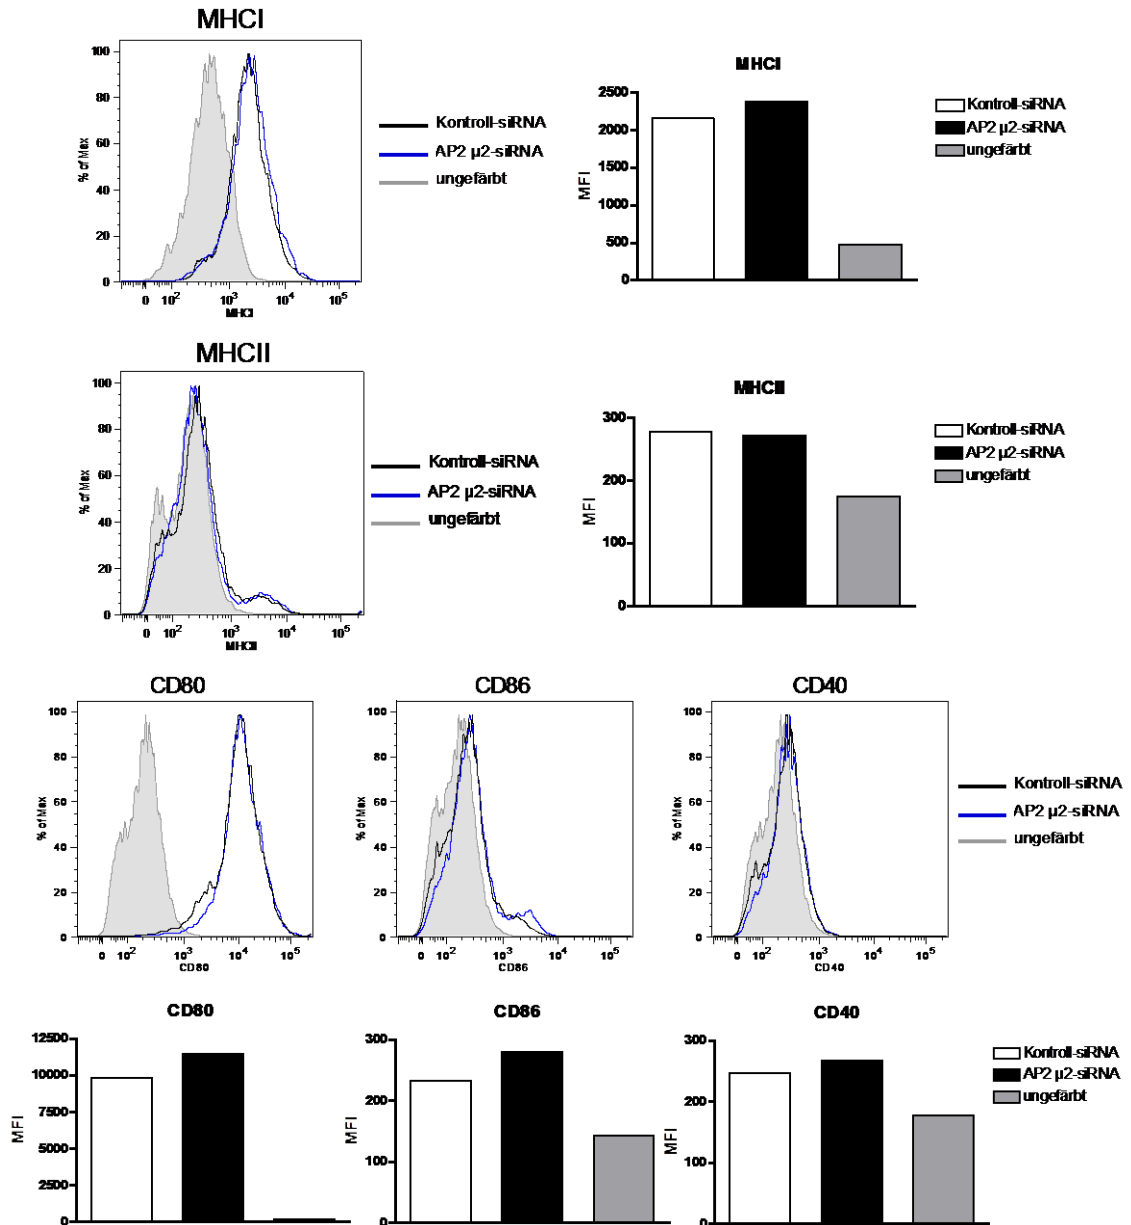 MHCI
100
80
60
40
20
0
% of Max
0 10² 10³ 10⁴ 10⁵
MHCI
Kontroll-siRNA
AP2 µ2-siRNA
ungefärbt
MHCI
2500
2000
1500
1000
500
0
MFI
Kontroll-siRNA
AP2 µ2-siRNA
ungefärbt
MHCII
100
80
60
40
20
0
% of Max
0 10² 10³ 10⁴ 10⁵
MHCII
Kontroll-siRNA
AP2 µ2-siRNA
ungefärbt
MHCII
300
200
100
0
MFI
Kontroll-siRNA
AP2 µ2-siRNA
ungefärbt
CD80
100
80
60
40
20
0
% of Max
0 10² 10³ 10⁴ 10⁵
CD80
CD86
100
80
60
40
20
0
% of Max
0 10² 10³ 10⁴ 10⁵
CD86
CD40
100
80
60
40
20
0
% of Max
0 10² 10³ 10⁴ 10⁵
CD40
Kontroll-siRNA
AP2 µ2-siRNA
ungefärbt
CD80
12500
10000
7500
5000
2500
0
MFI
CD86
300
200
100
0
MFI
CD40
300
200
100
0
MFI
Kontroll-siRNA
AP2 µ2-siRNA
ungefärbt